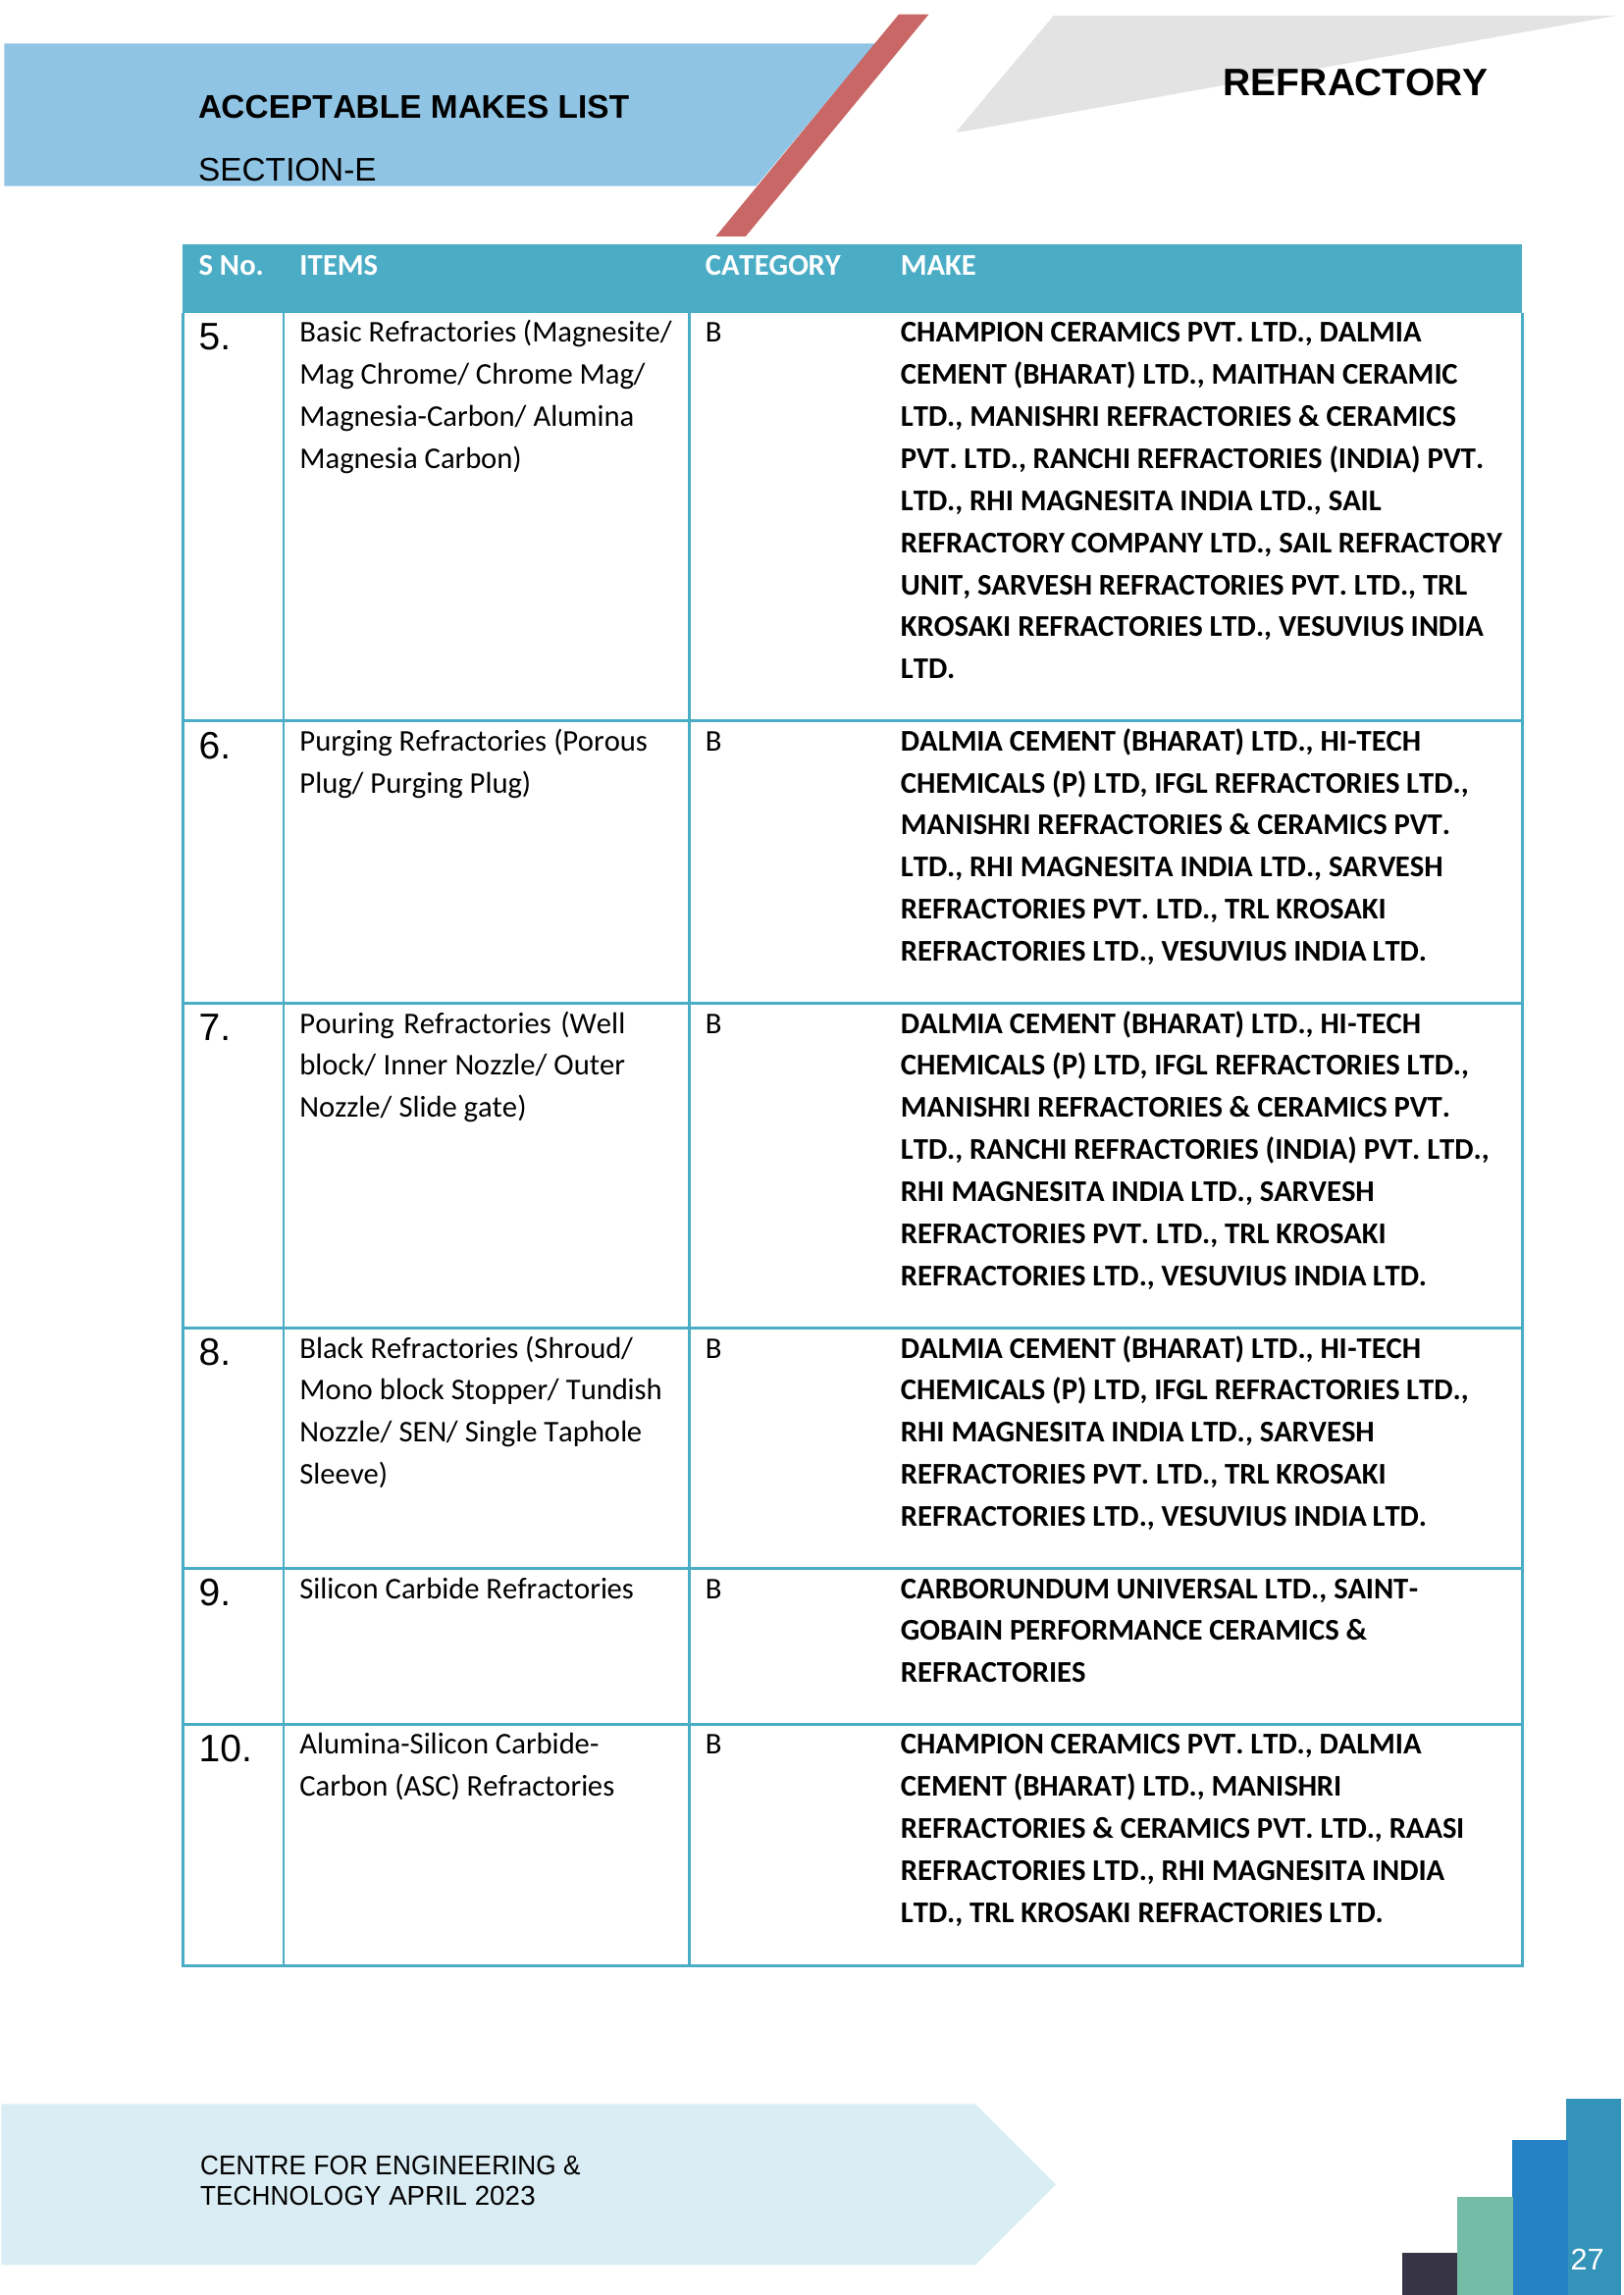 REFRACTORY
ACCEPTABLE MAKES LIST
SECTION-E
S No. ITEMS CATEGORY MAKE
5. Basic Refractories (Magnesite/ B CHAMPION CERAMICS PVT. LTD., DALMIA
Mag Chrome/ Chrome Mag/ CEMENT (BHARAT) LTD., MAITHAN CERAMIC
Magnesia-Carbon/ Alumina LTD., MANISHRI REFRACTORIES & CERAMICS
Magnesia Carbon) PVT. LTD., RANCHI REFRACTORIES (INDIA) PVT.
LTD., RHI MAGNESITA INDIA LTD., SAIL
REFRACTORY COMPANY LTD., SAIL REFRACTORY
UNIT, SARVESH REFRACTORIES PVT. LTD., TRL
KROSAKI REFRACTORIES LTD., VESUVIUS INDIA
LTD.
6. Purging Refractories (Porous B DALMIA CEMENT (BHARAT) LTD., HI-TECH
Plug/ Purging Plug) CHEMICALS (P) LTD, IFGL REFRACTORIES LTD.,
MANISHRI REFRACTORIES & CERAMICS PVT.
LTD., RHI MAGNESITA INDIA LTD., SARVESH
REFRACTORIES PVT. LTD., TRL KROSAKI
REFRACTORIES LTD., VESUVIUS INDIA LTD.
7. Pouring Refractories (Well B DALMIA CEMENT (BHARAT) LTD., HI-TECH
block/ Inner Nozzle/ Outer CHEMICALS (P) LTD, IFGL REFRACTORIES LTD.,
Nozzle/ Slide gate) MANISHRI REFRACTORIES & CERAMICS PVT.
LTD., RANCHI REFRACTORIES (INDIA) PVT. LTD.,
RHI MAGNESITA INDIA LTD., SARVESH
REFRACTORIES PVT. LTD., TRL KROSAKI
REFRACTORIES LTD., VESUVIUS INDIA LTD.
8. Black Refractories (Shroud/ B DALMIA CEMENT (BHARAT) LTD., HI-TECH
Mono block Stopper/ Tundish CHEMICALS (P) LTD, IFGL REFRACTORIES LTD.,
Nozzle/ SEN/ Single Taphole RHI MAGNESITA INDIA LTD., SARVESH
Sleeve) REFRACTORIES PVT. LTD., TRL KROSAKI
REFRACTORIES LTD., VESUVIUS INDIA LTD.
9. Silicon Carbide Refractories B CARBORUNDUM UNIVERSAL LTD., SAINT-
GOBAIN PERFORMANCE CERAMICS &
REFRACTORIES
10. Alumina-Silicon Carbide- B CHAMPION CERAMICS PVT. LTD., DALMIA
Carbon (ASC) Refractories CEMENT (BHARAT) LTD., MANISHRI
REFRACTORIES & CERAMICS PVT. LTD., RAASI
REFRACTORIES LTD., RHI MAGNESITA INDIA
LTD., TRL KROSAKI REFRACTORIES LTD.
CENTRE FOR ENGINEERING &
TECHNOLOGY APRIL 2023
27